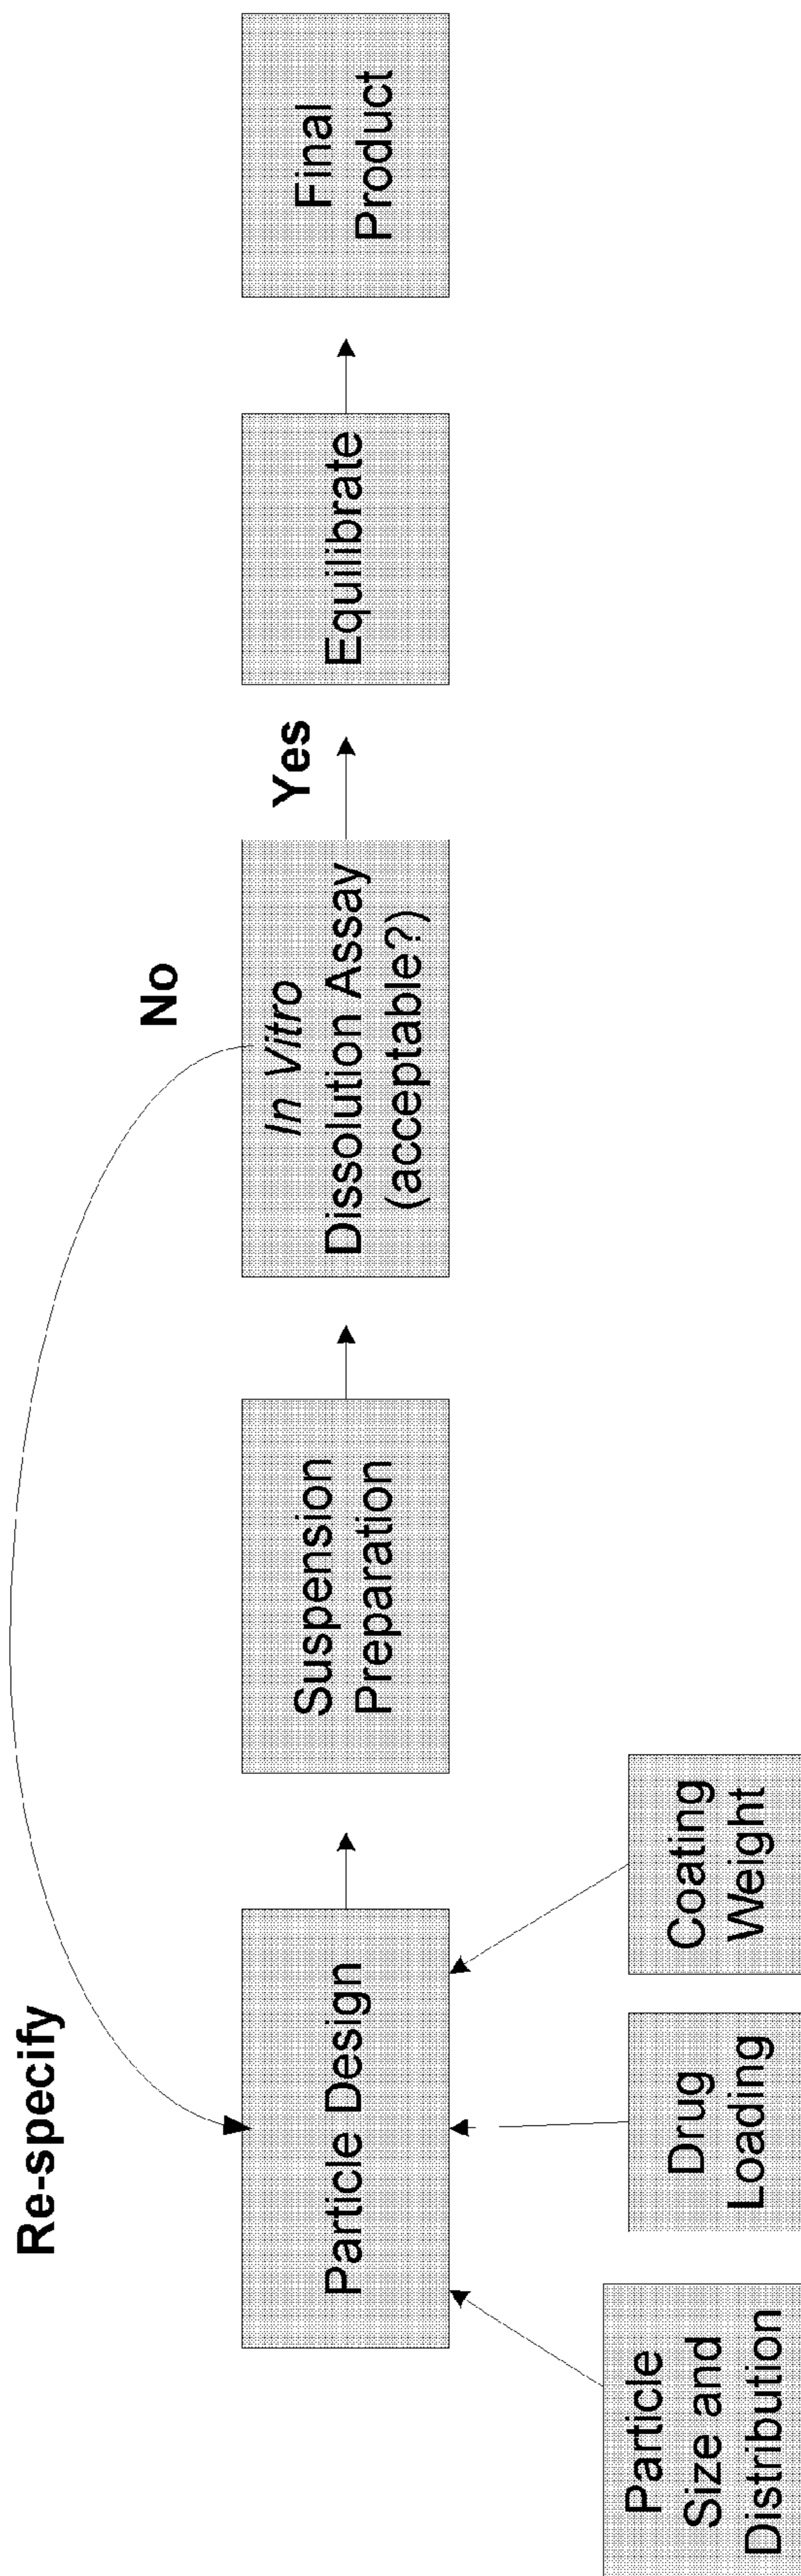 Re-specify
No
Particle Design
Suspension
Preparation
In Vitro
Dissolution Assay
(acceptable?)
Yes
Equilibrate
Final
Product
Particle
Size and
Distribution
Drug
Loading
Coating
Weight